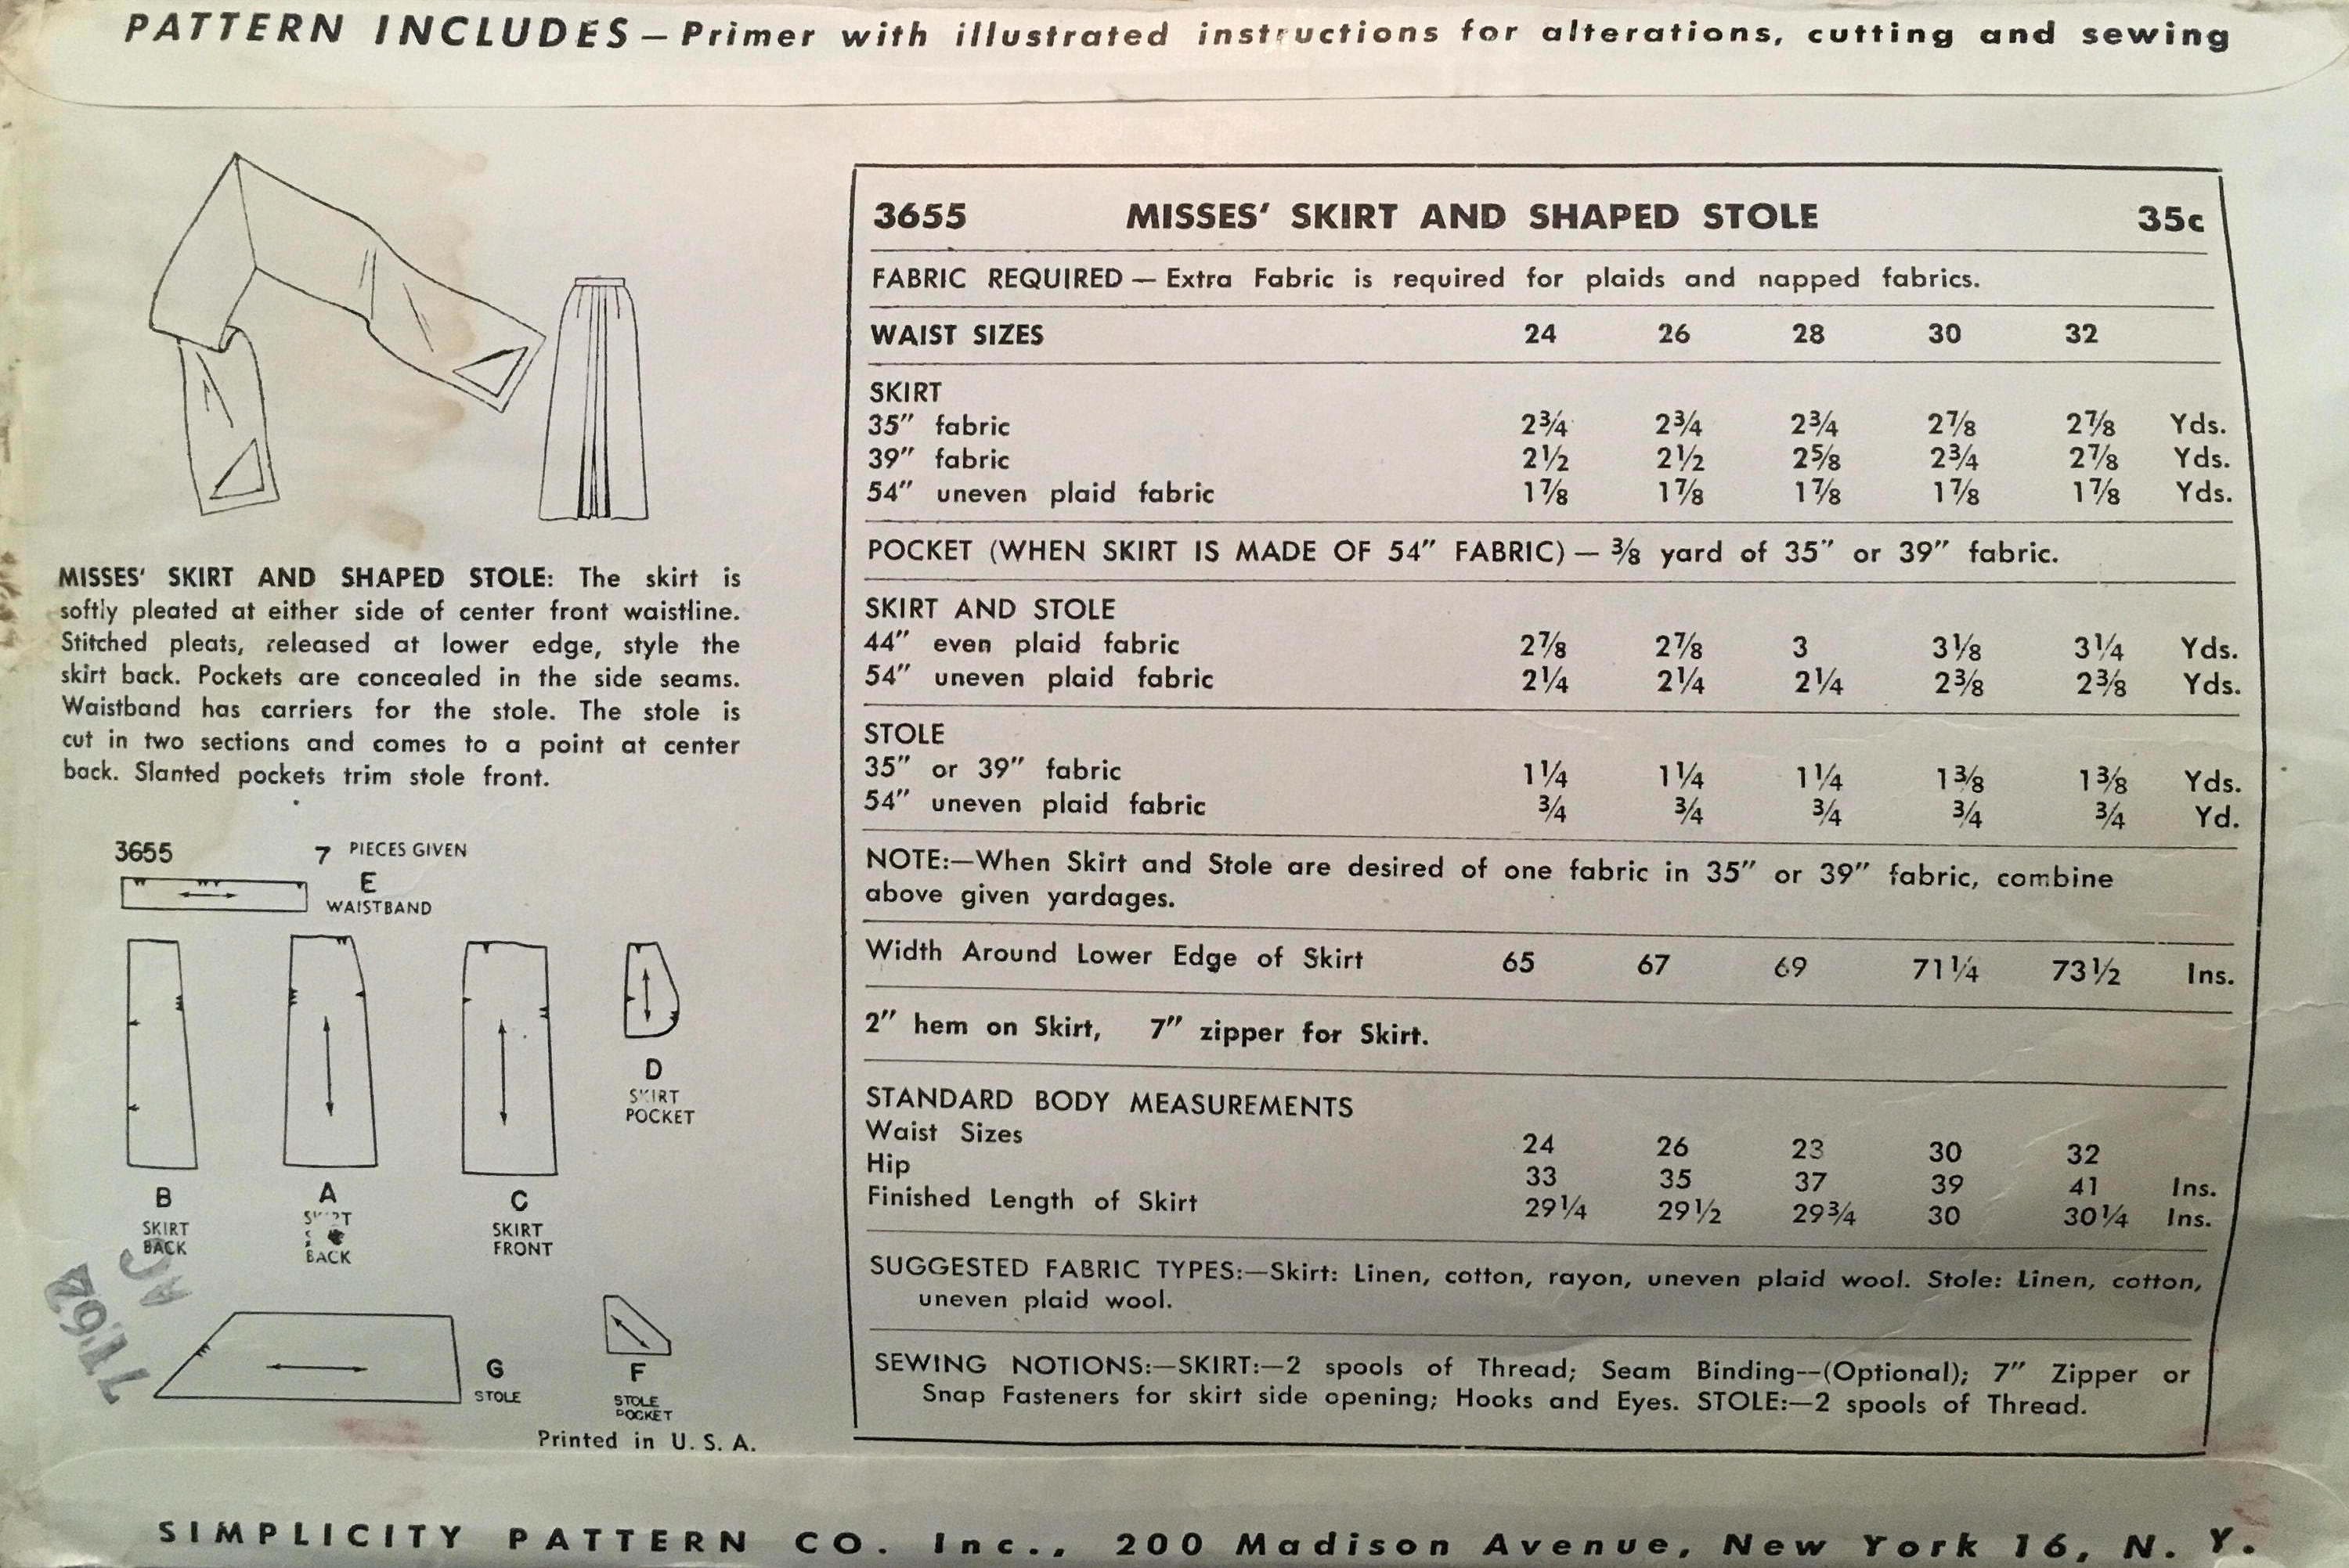 PATTERN INCLUDES — Primer with illustrated instructions for alterations, cutting and sewing
MISSES' SKIRT AND SHAPED STOLE: The skirt is
softly pleated at either side of center front waistline.
Stitched pleats, released at lower edge, style the
skirt back. Pockets are concealed in the side seams.
Waistband has carriers for the stole. The stole is
cut in two sections and comes to a point at center
back. Slanted pockets trim stole front.
3655 7 PIECES GIVEN
E
WAISTBAND
B
SKIRT
BACK
A
BACK
C
SKIRT
FRONT
D
SKIRT
POCKET
G
STOLE
F
STOLE
POCKET
Printed in U. S. A.
3655 MISSES' SKIRT AND SHAPED STOLE 35c
FABRIC REQUIRED — Extra Fabric is required for plaids and napped fabrics.
WAIST SIZES 24 26 28 30 32
SKIRT
35" fabric 2¾ 2¾ 2¾ 2⅞ 2⅞ Yds.
39" fabric 2½ 2½ 2⅝ 2¾ 2⅞ Yds.
54" uneven plaid fabric 1⅞ 1⅞ 1⅞ 1⅞ 1⅞ Yds.
POCKET (WHEN SKIRT IS MADE OF 54" FABRIC) — ⅜ yard of 35" or 39" fabric.
SKIRT AND STOLE
44" even plaid fabric 2⅞ 2⅞ 3 3⅛ 3¼ Yds.
54" uneven plaid fabric 2¼ 2¼ 2¼ 2⅜ 2⅜ Yds.
STOLE
35" or 39" fabric 1¼ 1¼ 1¼ 1⅜ 1⅜ Yds.
54" uneven plaid fabric ¾ ¾ ¾ ¾ ¾ Yd.
NOTE:—When Skirt and Stole are desired of one fabric in 35" or 39" fabric, combine
above given yardages.
Width Around Lower Edge of Skirt 65 67 69 71¼ 73½ Ins.
2" hem on Skirt, 7" zipper for Skirt.
STANDARD BODY MEASUREMENTS
Waist Sizes 24 26 23 30 32
Hip 33 35 37 39 41 Ins.
Finished Length of Skirt 29¼ 29½ 29¾ 30 30¼ Ins.
SUGGESTED FABRIC TYPES:—Skirt: Linen, cotton, rayon, uneven plaid wool. Stole: Linen, cotton,
uneven plaid wool.
SEWING NOTIONS:—SKIRT:—2 spools of Thread; Seam Binding--(Optional); 7" Zipper or
Snap Fasteners for skirt side opening; Hooks and Eyes. STOLE:—2 spools of Thread.
SIMPLICITY PATTERN CO. Inc., 200 Madison Avenue, New York 16, N. Y.